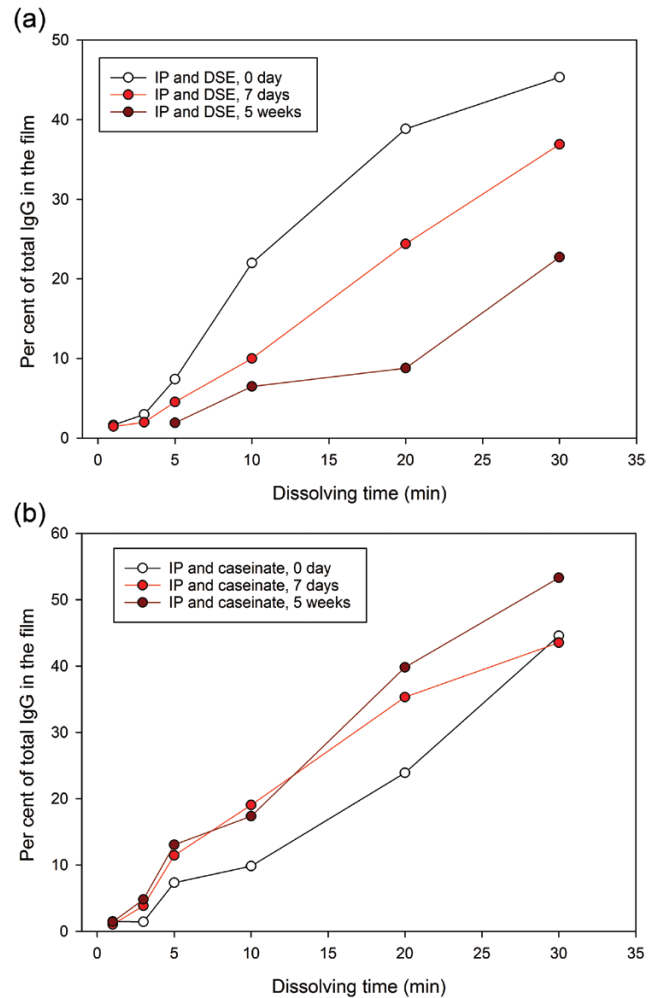 (a)
50
40
30
20
10
0
Per cent of total IgG in the film
IP and DSE, 0 day
IP and DSE, 7 days
IP and DSE, 5 weeks
0 5 10 15 20 25 30 35
Dissolving time (min)
(b)
60
50
40
30
20
10
0
Per cent of total IgG in the film
IP and caseinate, 0 day
IP and caseinate, 7 days
IP and caseinate, 5 weeks
0 5 10 15 20 25 30 35
Dissolving time (min)